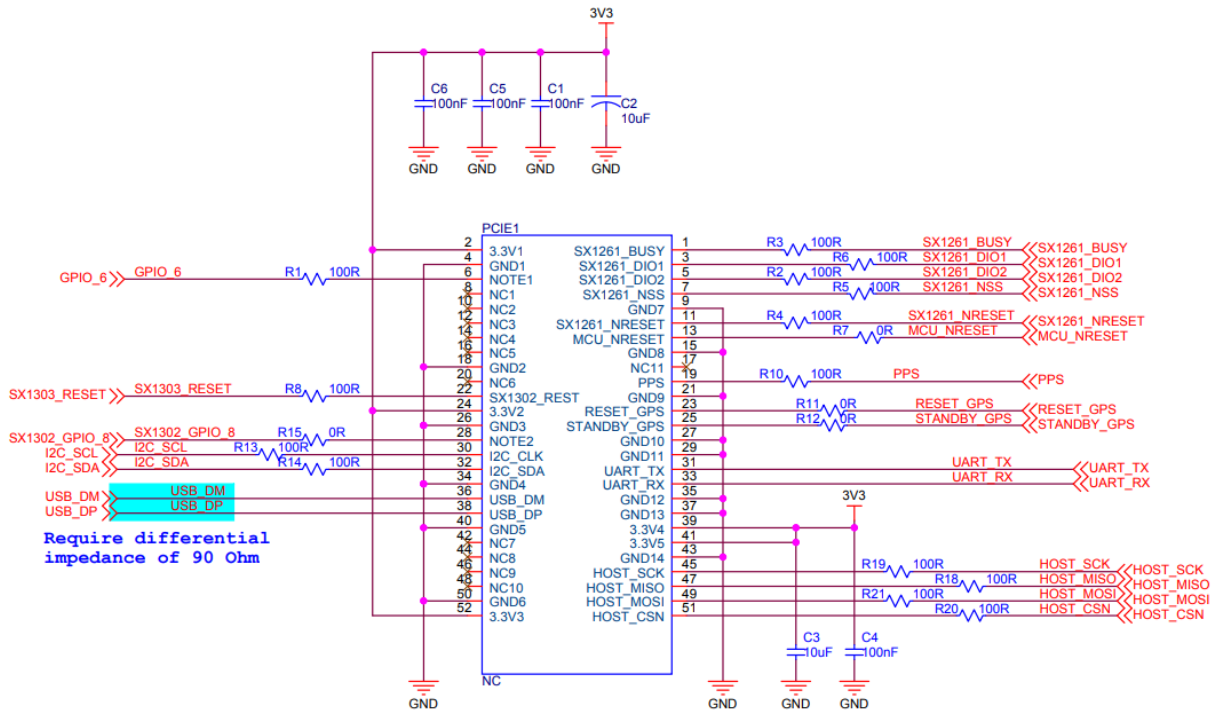 3V3
C6
100nF
C5
100nF
C1
100nF
C2
10uF
GND
GND
GND
GND
PCIE1
GPIO_6
GPIO_6
R1
100R
SX1303_RESET
SX1303_RESET
R8
100R
SX1302_GPIO_8
SX1302_GPIO_8
R15
0R
I2C_SCL
I2C_SCL
R13
100R
I2C_SDA
I2C_SDA
R14
100R
USB_DM
USB_DM
USB_DP
USB_DP
Require differential
impedance of 90 Ohm
2 3.3V1
4 GND1
6 NOTE1
8 NC1
10 NC2
12 NC3
14 NC4
16 NC5
18 GND2
20 NC6
22 SX1302_REST
24 3.3V2
26 GND3
28 NOTE2
30 I2C_CLK
32 I2C_SDA
34 GND4
36 USB_DM
38 USB_DP
40 GND5
42 NC7
44 NC8
46 NC9
48 NC10
50 GND6
52 3.3V3
NC
GND
SX1261_BUSY 1 R3 100R SX1261_BUSY SX1261_BUSY
SX1261_DIO1 3 R6 100R SX1261_DIO1 SX1261_DIO1
SX1261_DIO2 5 R2 100R SX1261_DIO2 SX1261_DIO2
SX1261_NSS 7 R5 100R SX1261_NSS SX1261_NSS
GND7 9
SX1261_NRESET 11 R4 100R SX1261_NRESET SX1261_NRESET
MCU_NRESET 13 R7 0R MCU_NRESET MCU_NRESET
GND8 15
NC11 17
PPS 19 R10 100R PPS PPS
GND9 21
RESET_GPS 23 R11 0R RESET_GPS RESET_GPS
STANDBY_GPS 25 R12 0R STANDBY_GPS STANDBY_GPS
GND10 27
GND11 29
UART_TX 31 UART_TX UART_TX
UART_RX 33 UART_RX UART_RX
GND12 35
GND13 37
3V3
3.3V4 39
3.3V5 41
GND14 43
HOST_SCK 45 R19 100R HOST_SCK HOST_SCK
HOST_MISO 47 R18 100R HOST_MISO HOST_MISO
HOST_MOSI 49 R21 100R HOST_MOSI HOST_MOSI
HOST_CSN 51 R20 100R HOST_CSN HOST_CSN
C3
10uF
C4
100nF
GND
GND
GND